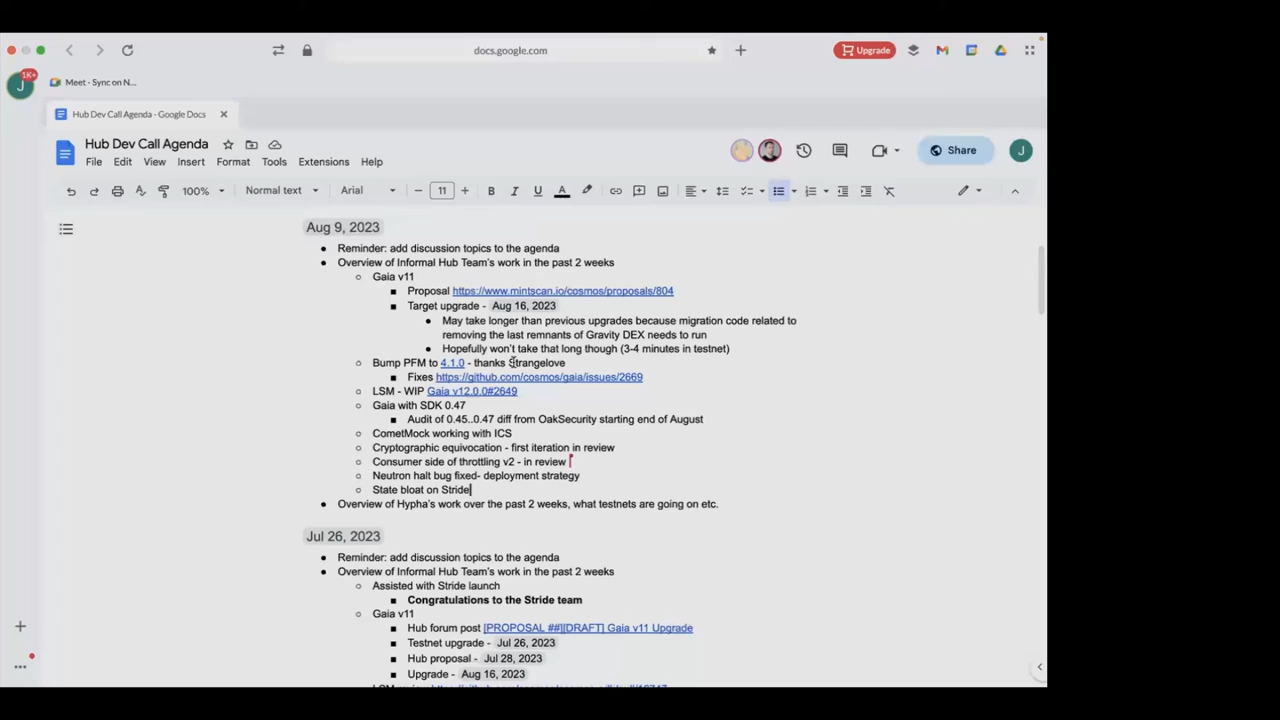 docs.google.com
Upgrade
1K+
J
Meet - Sync on N...
Hub Dev Call Agenda - Google Docs
Hub Dev Call Agenda
File Edit View Insert Format Tools Extensions Help
Share
J
100% Normal text Arial 11 B I U A
Aug 9, 2023
Reminder: add discussion topics to the agenda
Overview of Informal Hub Team's work in the past 2 weeks
Gaia v11
Proposal https://www.mintscan.io/cosmos/proposals/804
Target upgrade - Aug 16, 2023
May take longer than previous upgrades because migration code related to
removing the last remnants of Gravity DEX needs to run
Hopefully won't take that long though (3-4 minutes in testnet)
Bump PFM to 4.1.0 - thanks Strangelove
Fixes https://github.com/cosmos/gaia/issues/2669
LSM - WIP Gaia v12.0.0#2649
Gaia with SDK 0.47
Audit of 0.45..0.47 diff from OakSecurity starting end of August
CometMock working with ICS
Cryptographic equivocation - first iteration in review
Consumer side of throttling v2 - in review
Neutron halt bug fixed- deployment strategy
State bloat on Stride
Overview of Hypha's work over the past 2 weeks, what testnets are going on etc.
Jul 26, 2023
Reminder: add discussion topics to the agenda
Overview of Informal Hub Team's work in the past 2 weeks
Assisted with Stride launch
Congratulations to the Stride team
Gaia v11
Hub forum post [PROPOSAL ##][DRAFT] Gaia v11 Upgrade
Testnet upgrade - Jul 26, 2023
Hub proposal - Jul 28, 2023
Upgrade - Aug 16, 2023